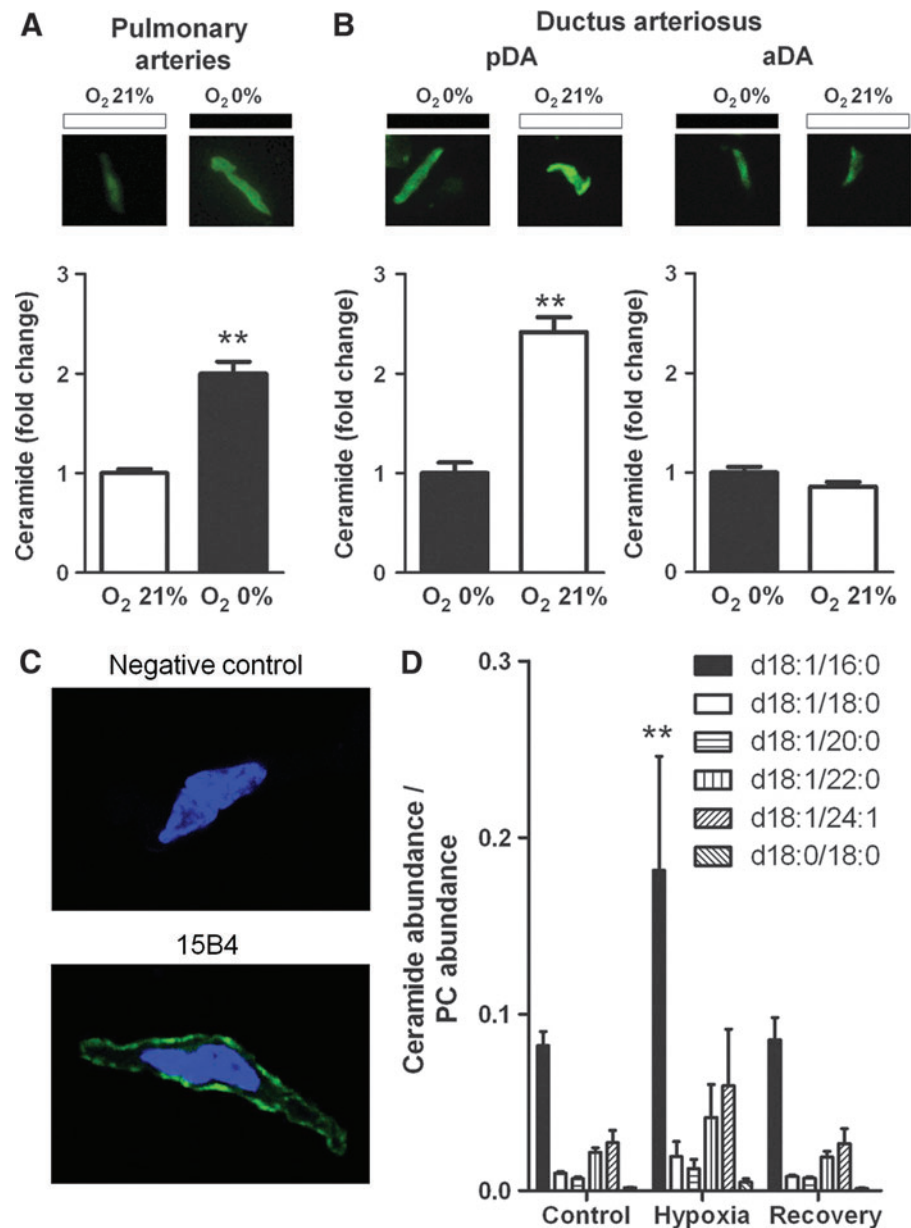 A
Pulmonary
arteries
O2 21%
O2 0%
Ceramide (fold change)
3
2
1
0
**
O2 21%
O2 0%
B
Ductus arteriosus
pDA
aDA
O2 0%
O2 21%
O2 0%
O2 21%
Ceramide (fold change)
3
2
1
0
**
O2 0%
O2 21%
Ceramide (fold change)
3
2
1
0
O2 0%
O2 21%
C
Negative control
15B4
D
Ceramide abundance /
PC abundance
0.3
0.2
0.1
0.0
**
d18:1/16:0
d18:1/18:0
d18:1/20:0
d18:1/22:0
d18:1/24:1
d18:0/18:0
Control
Hypoxia
Recovery